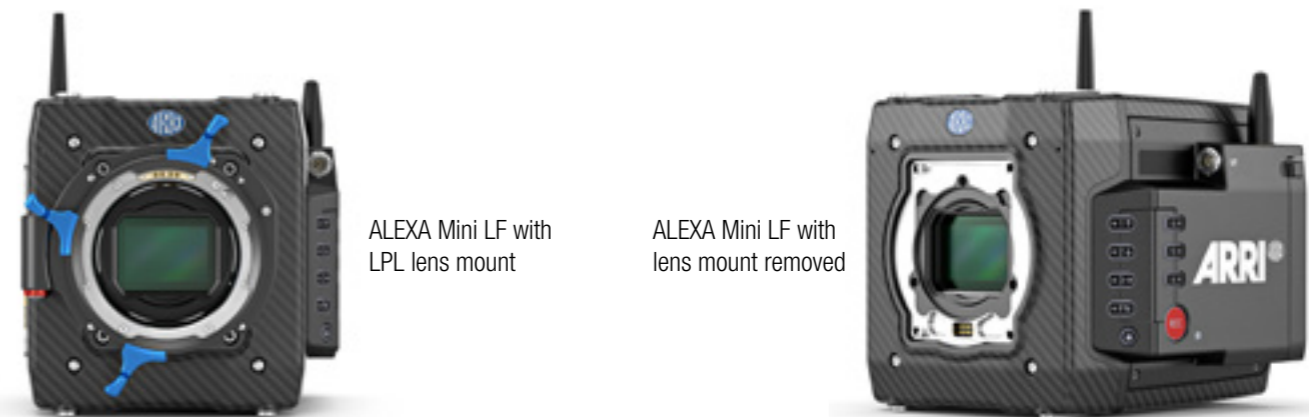 ALEXA Mini LF with
LPL lens mount
ALEXA Mini LF with
lens mount removed
ARRI